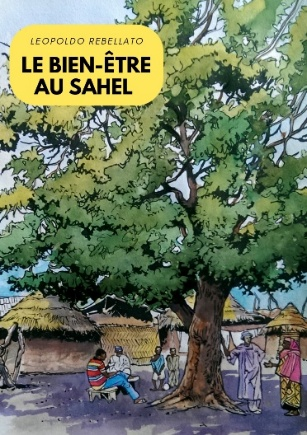 LEOPOLDO REBELLATO
LE BIEN-ÊTRE
AU SAHEL